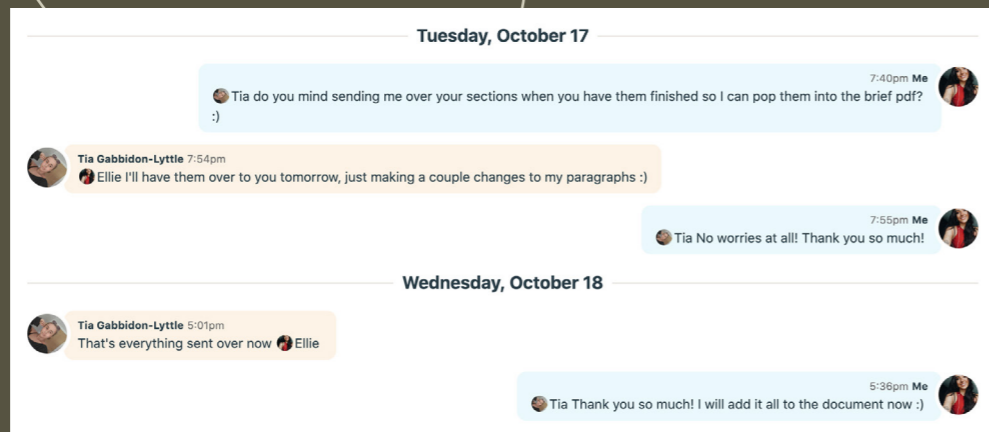 Tuesday, October 17
7:40pm Me
Tia do you mind sending me over your sections when you have them finished so I can pop them into the brief pdf?
:)
Tia Gabbidon-Lyttle 7:54pm
Ellie I'll have them over to you tomorrow, just making a couple changes to my paragraphs :)
7:55pm Me
Tia No worries at all! Thank you so much!
Wednesday, October 18
Tia Gabbidon-Lyttle 5:01pm
That's everything sent over now Ellie
5:36pm Me
Tia Thank you so much! I will add it all to the document now :)